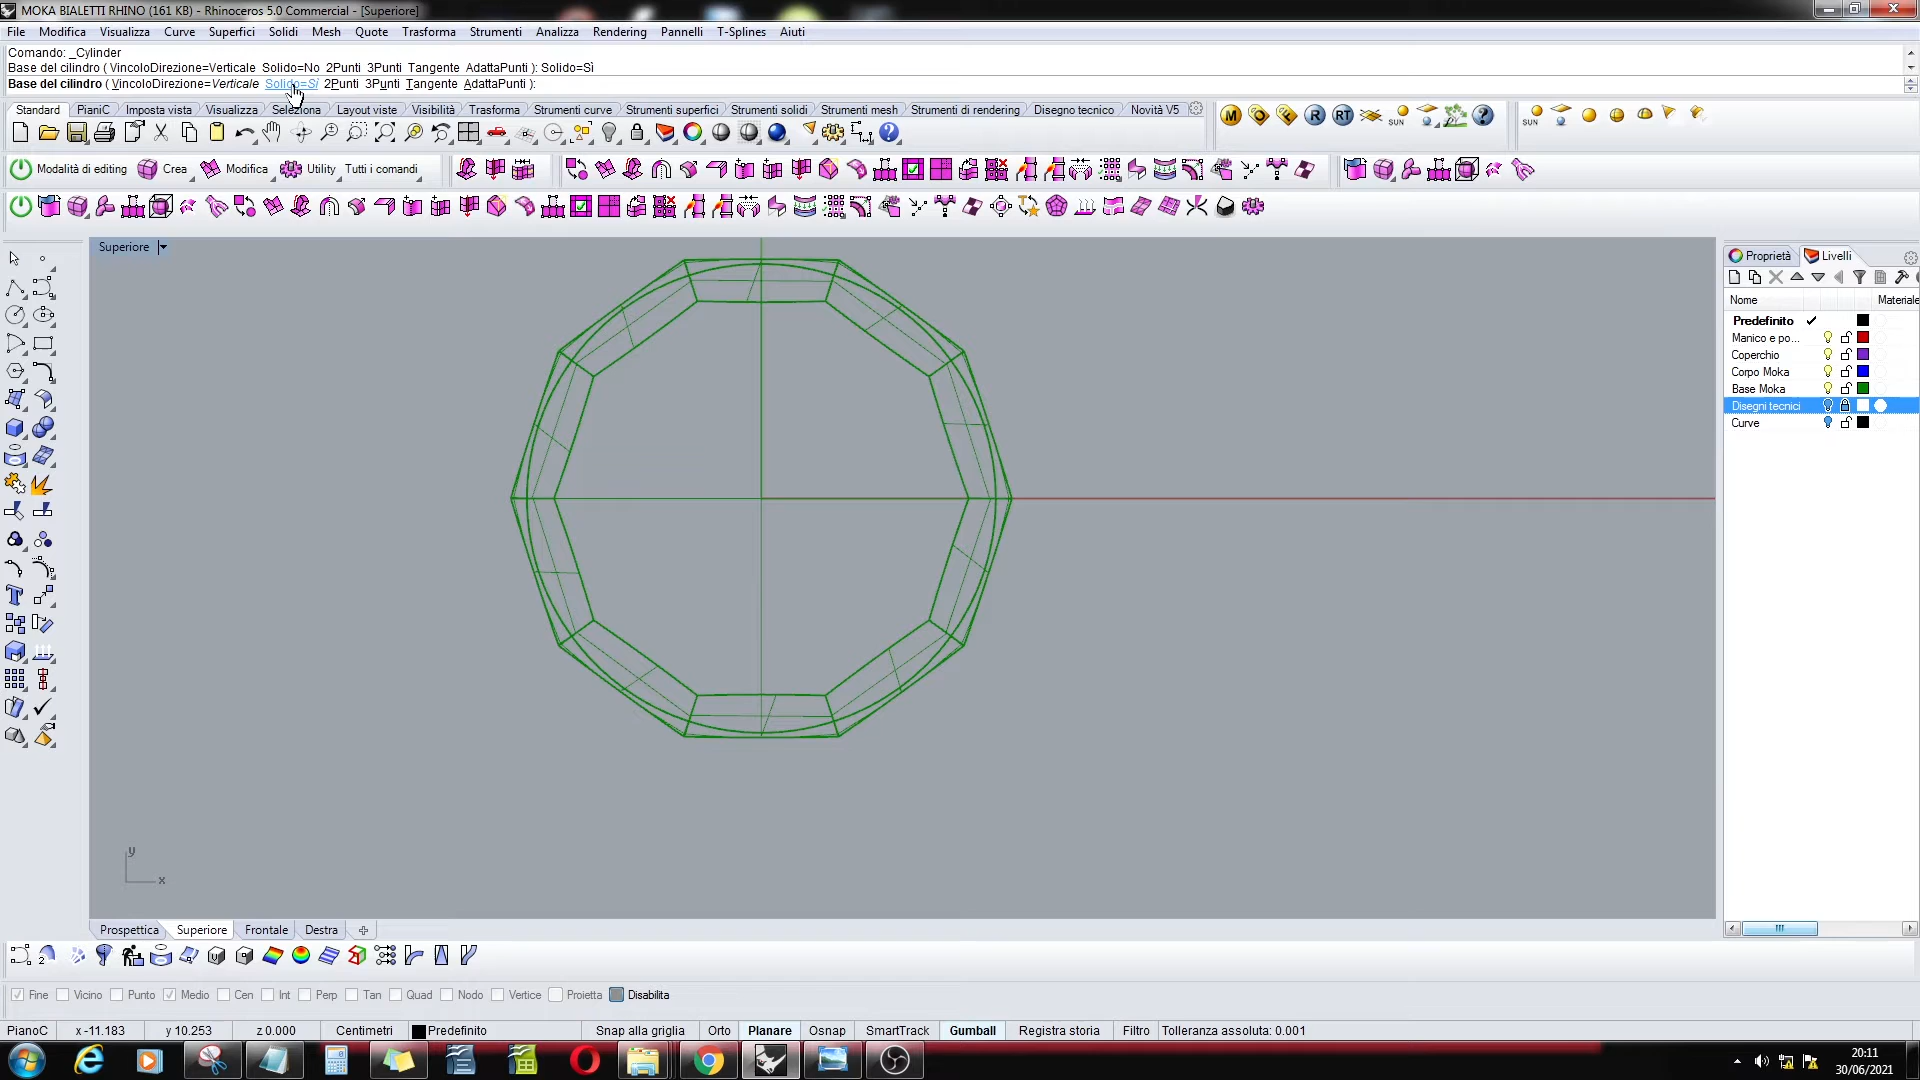 MOKA BIALETTI RHINO (161 KB) - Rhinoceros 5.0 Commercial - [Superiore]
File Modifica Visualizza Curve Superfici Solidi Mesh Quote Trasforma Strumenti Analizza Rendering Pannelli T-Splines Aiuti
Comando: _Cylinder
Base del cilindro ( VincoloDirezione=Verticale Solido=No 2Punti 3Punti Tangente AdattaPunti ): Solido=Sì
Base del cilindro ( VincoloDirezione=Verticale Solido=Sì 2Punti 3Punti Tangente AdattaPunti ):
Standard PianiC Imposta vista Visualizza Seleziona Layout viste Visibilità Trasforma Strumenti curve Strumenti superfici Strumenti solidi Strumenti mesh Strumenti di rendering Disegno tecnico Novità V5
Modalità di editing Crea Modifica Utility Tutti i comandi
Superiore
Proprietà Livelli
Nome Materiale
Predefinito
Manico e po...
Coperchio
Corpo Moka
Base Moka
Disegni tecnici
Curve
y
x
Prospettica Superiore Frontale Destra
Fine Vicino Punto Medio Cen Int Perp Tan Quad Nodo Vertice Proietta Disabilita
PianoC x -11.183 y 10.253 z 0.000 Centimetri Predefinito Snap alla griglia Orto Planare Osnap SmartTrack Gumball Registra storia Filtro Tolleranza assoluta: 0.001
20:11
30/06/2021